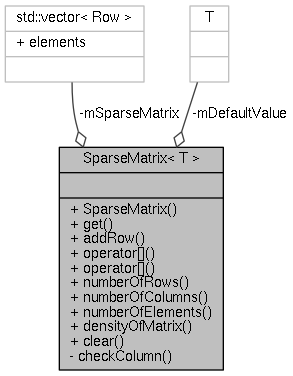 std::vector< Row >
T
+ elements
-mSparseMatrix
-mDefaultValue
SparseMatrix< T >
+ SparseMatrix()
+ get()
+ addRow()
+ operator[]()
+ operator[]()
+ numberOfRows()
+ numberOfColumns()
+ numberOfElements()
+ densityOfMatrix()
+ clear()
- checkColumn()